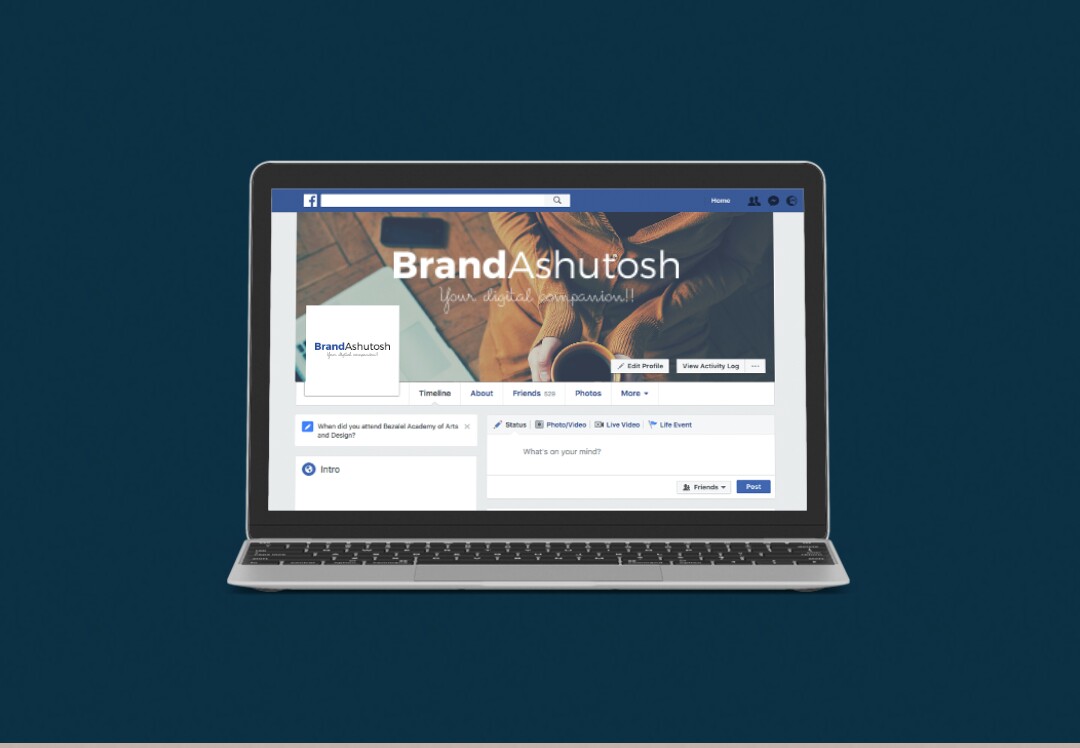 Home
BrandAshutosh
Your digital companion!!
BrandAshutosh
Your digital companion!!
Edit Profile
View Activity Log
Timeline About Friends 529 Photos More
When did you attend Bezalel Academy of Arts
and Design?
Status Photo/Video Live Video Life Event
What's on your mind?
Intro
Friends Post